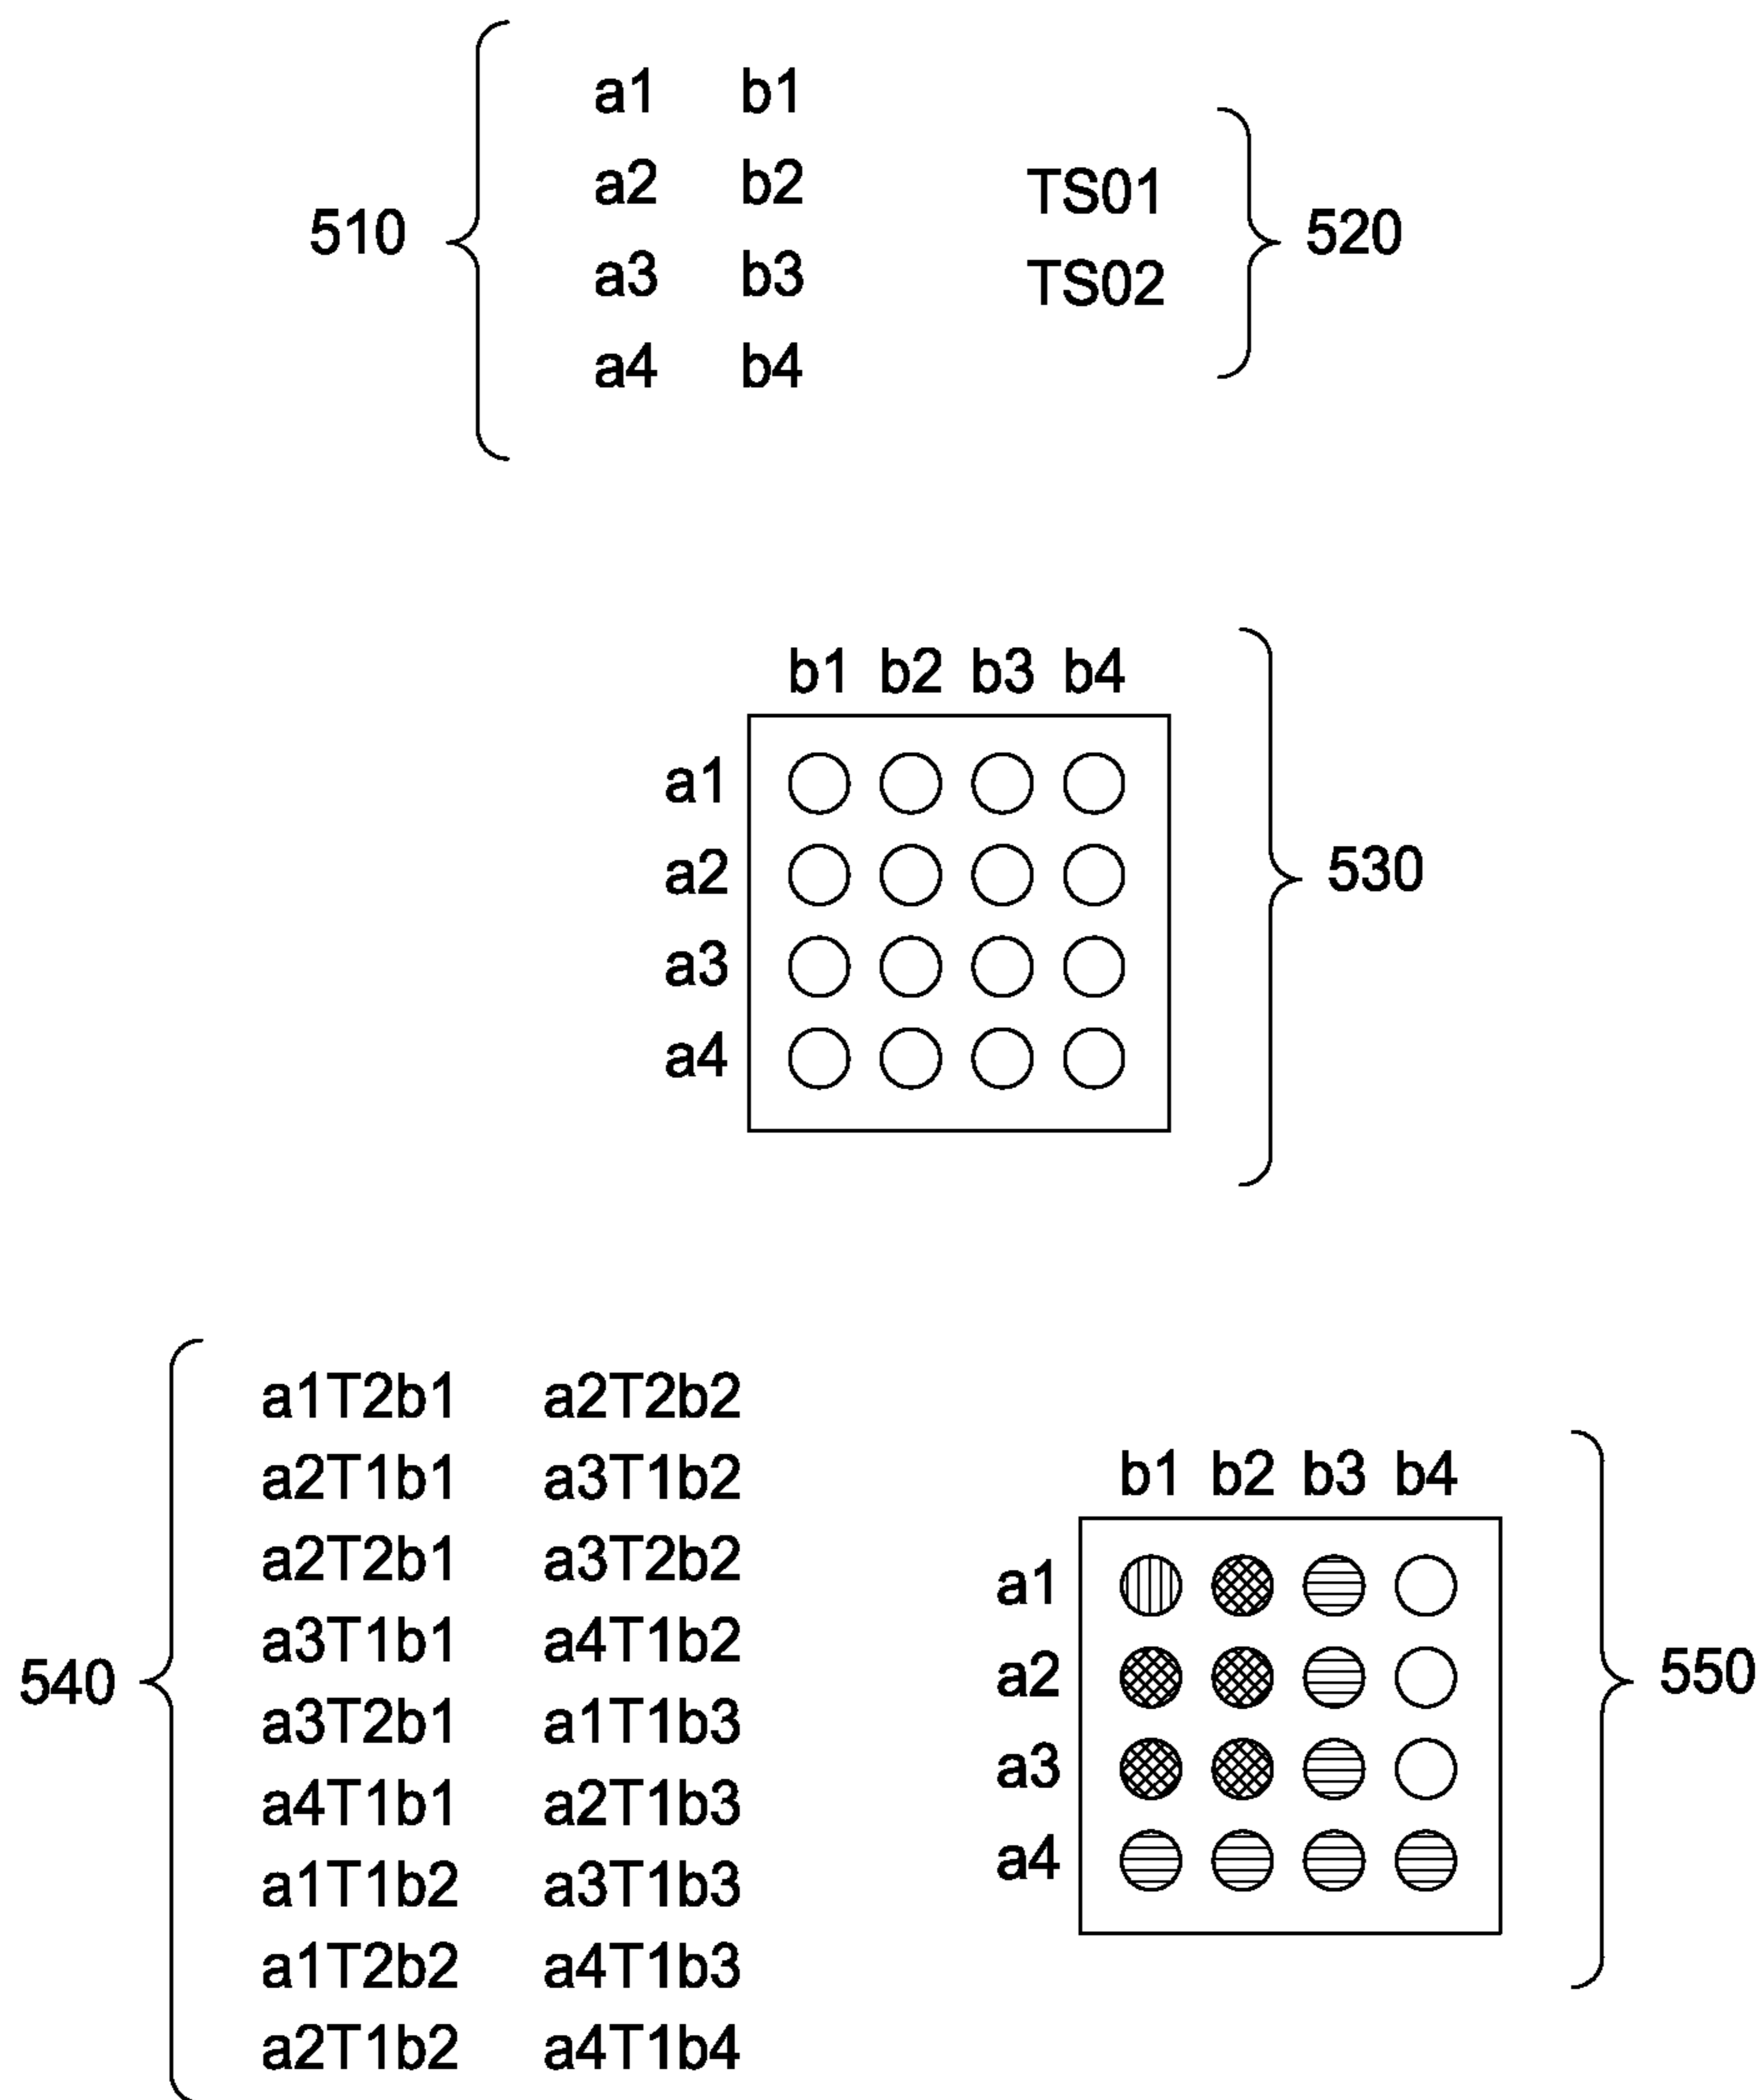 a1 b1
a2 b2
TS01
510
520
a3 b3
TS02
a4 b4
b1 b2 b3 b4
a1
a2
530
a3
a4
a1T2b1 a2T2b2
a2T1b1 a3T1b2
a2T2b1 a3T2b2
a3T1b1 a4T1b2
a3T2b1 a1T1b3
a4T1b1 a2T1b3
a1T1b2 a3T1b3
a1T2b2 a4T1b3
a2T1b2 a4T1b4
540
b1 b2 b3 b4
a1
a2
a3
a4
550